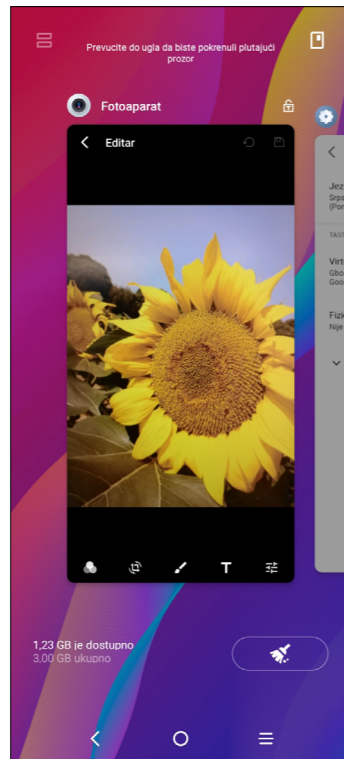 Prevucite do ugla da biste pokrenuli plutajući
prozor
Fotoaparat
Editar
Jez
Srps
(Por
TAST
Virt
Gbo
Goo
Fizi
Nije
T
1,23 GB je dostupno
3,00 GB ukupno